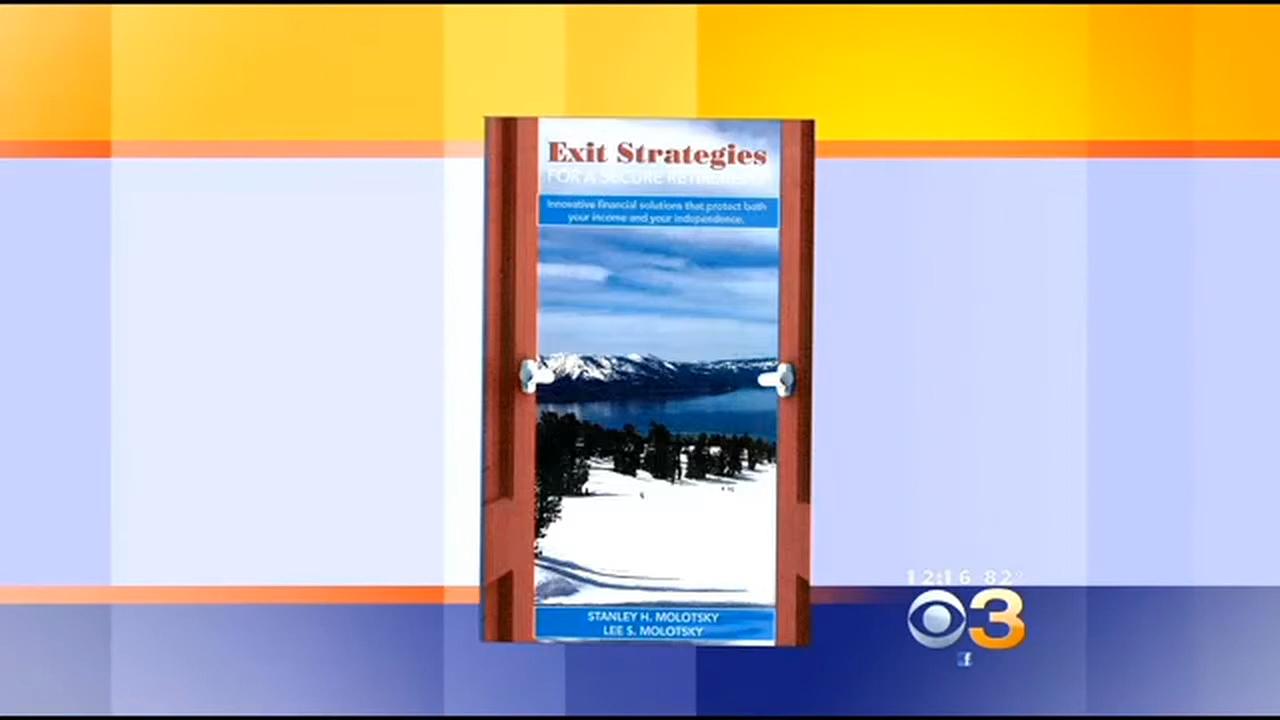 Exit Strategies
FOR A SECURE RETIREMENT
Innovative financial solutions that protect both
your income and your independence.
STANLEY H. MOLOTSKY
LEE S. MOLOTSKY
12:16 82°
3
f